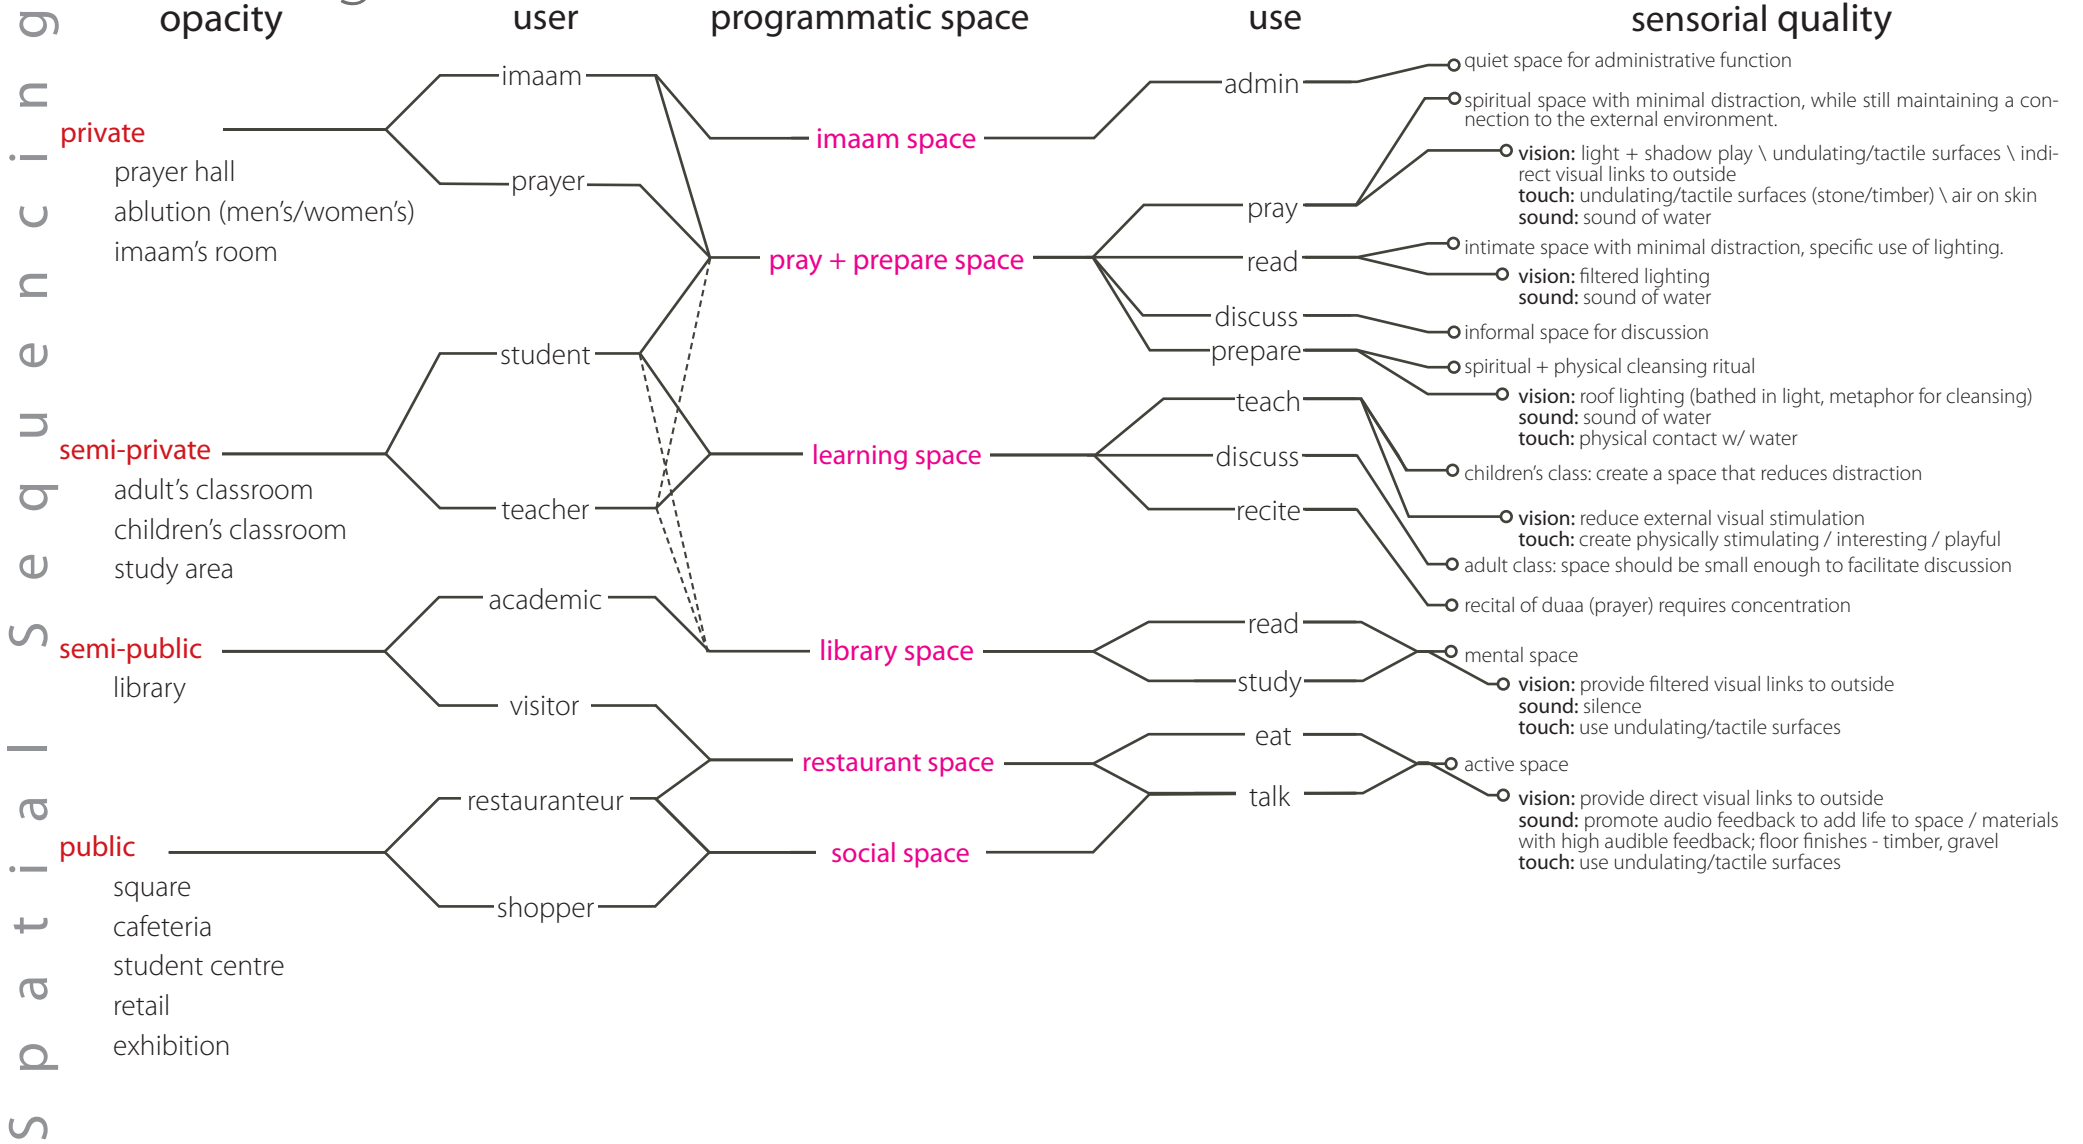 Spatial Sequencing
opacity
user
programmatic space
use
sensorial quality
private
prayer hall
ablution (men's/women's)
imaam's room
semi-private
adult's classroom
children's classroom
study area
semi-public
library
public
square
cafeteria
student centre
retail
exhibition
imaam
prayer
student
teacher
academic
visitor
restauranteur
shopper
imaam space
pray + prepare space
learning space
library space
restaurant space
social space
admin
pray
read
discuss
prepare
teach
discuss
recite
read
study
eat
talk
quiet space for administrative function
spiritual space with minimal distraction, while still maintaining a con-
nection to the external environment.
vision: light + shadow play \ undulating/tactile surfaces \ indi-
rect visual links to outside
touch: undulating/tactile surfaces (stone/timber) \ air on skin
sound: sound of water
intimate space with minimal distraction, specific use of lighting.
vision: filtered lighting
sound: sound of water
informal space for discussion
spiritual + physical cleansing ritual
vision: roof lighting (bathed in light, metaphor for cleansing)
sound: sound of water
touch: physical contact w/ water
children's class: create a space that reduces distraction
vision: reduce external visual stimulation
touch: create physically stimulating / interesting / playful
adult class: space should be small enough to facilitate discussion
recital of duaa (prayer) requires concentration
mental space
vision: provide filtered visual links to outside
sound: silence
touch: use undulating/tactile surfaces
active space
vision: provide direct visual links to outside
sound: promote audio feedback to add life to space / materials
with high audible feedback; floor finishes - timber, gravel
touch: use undulating/tactile surfaces